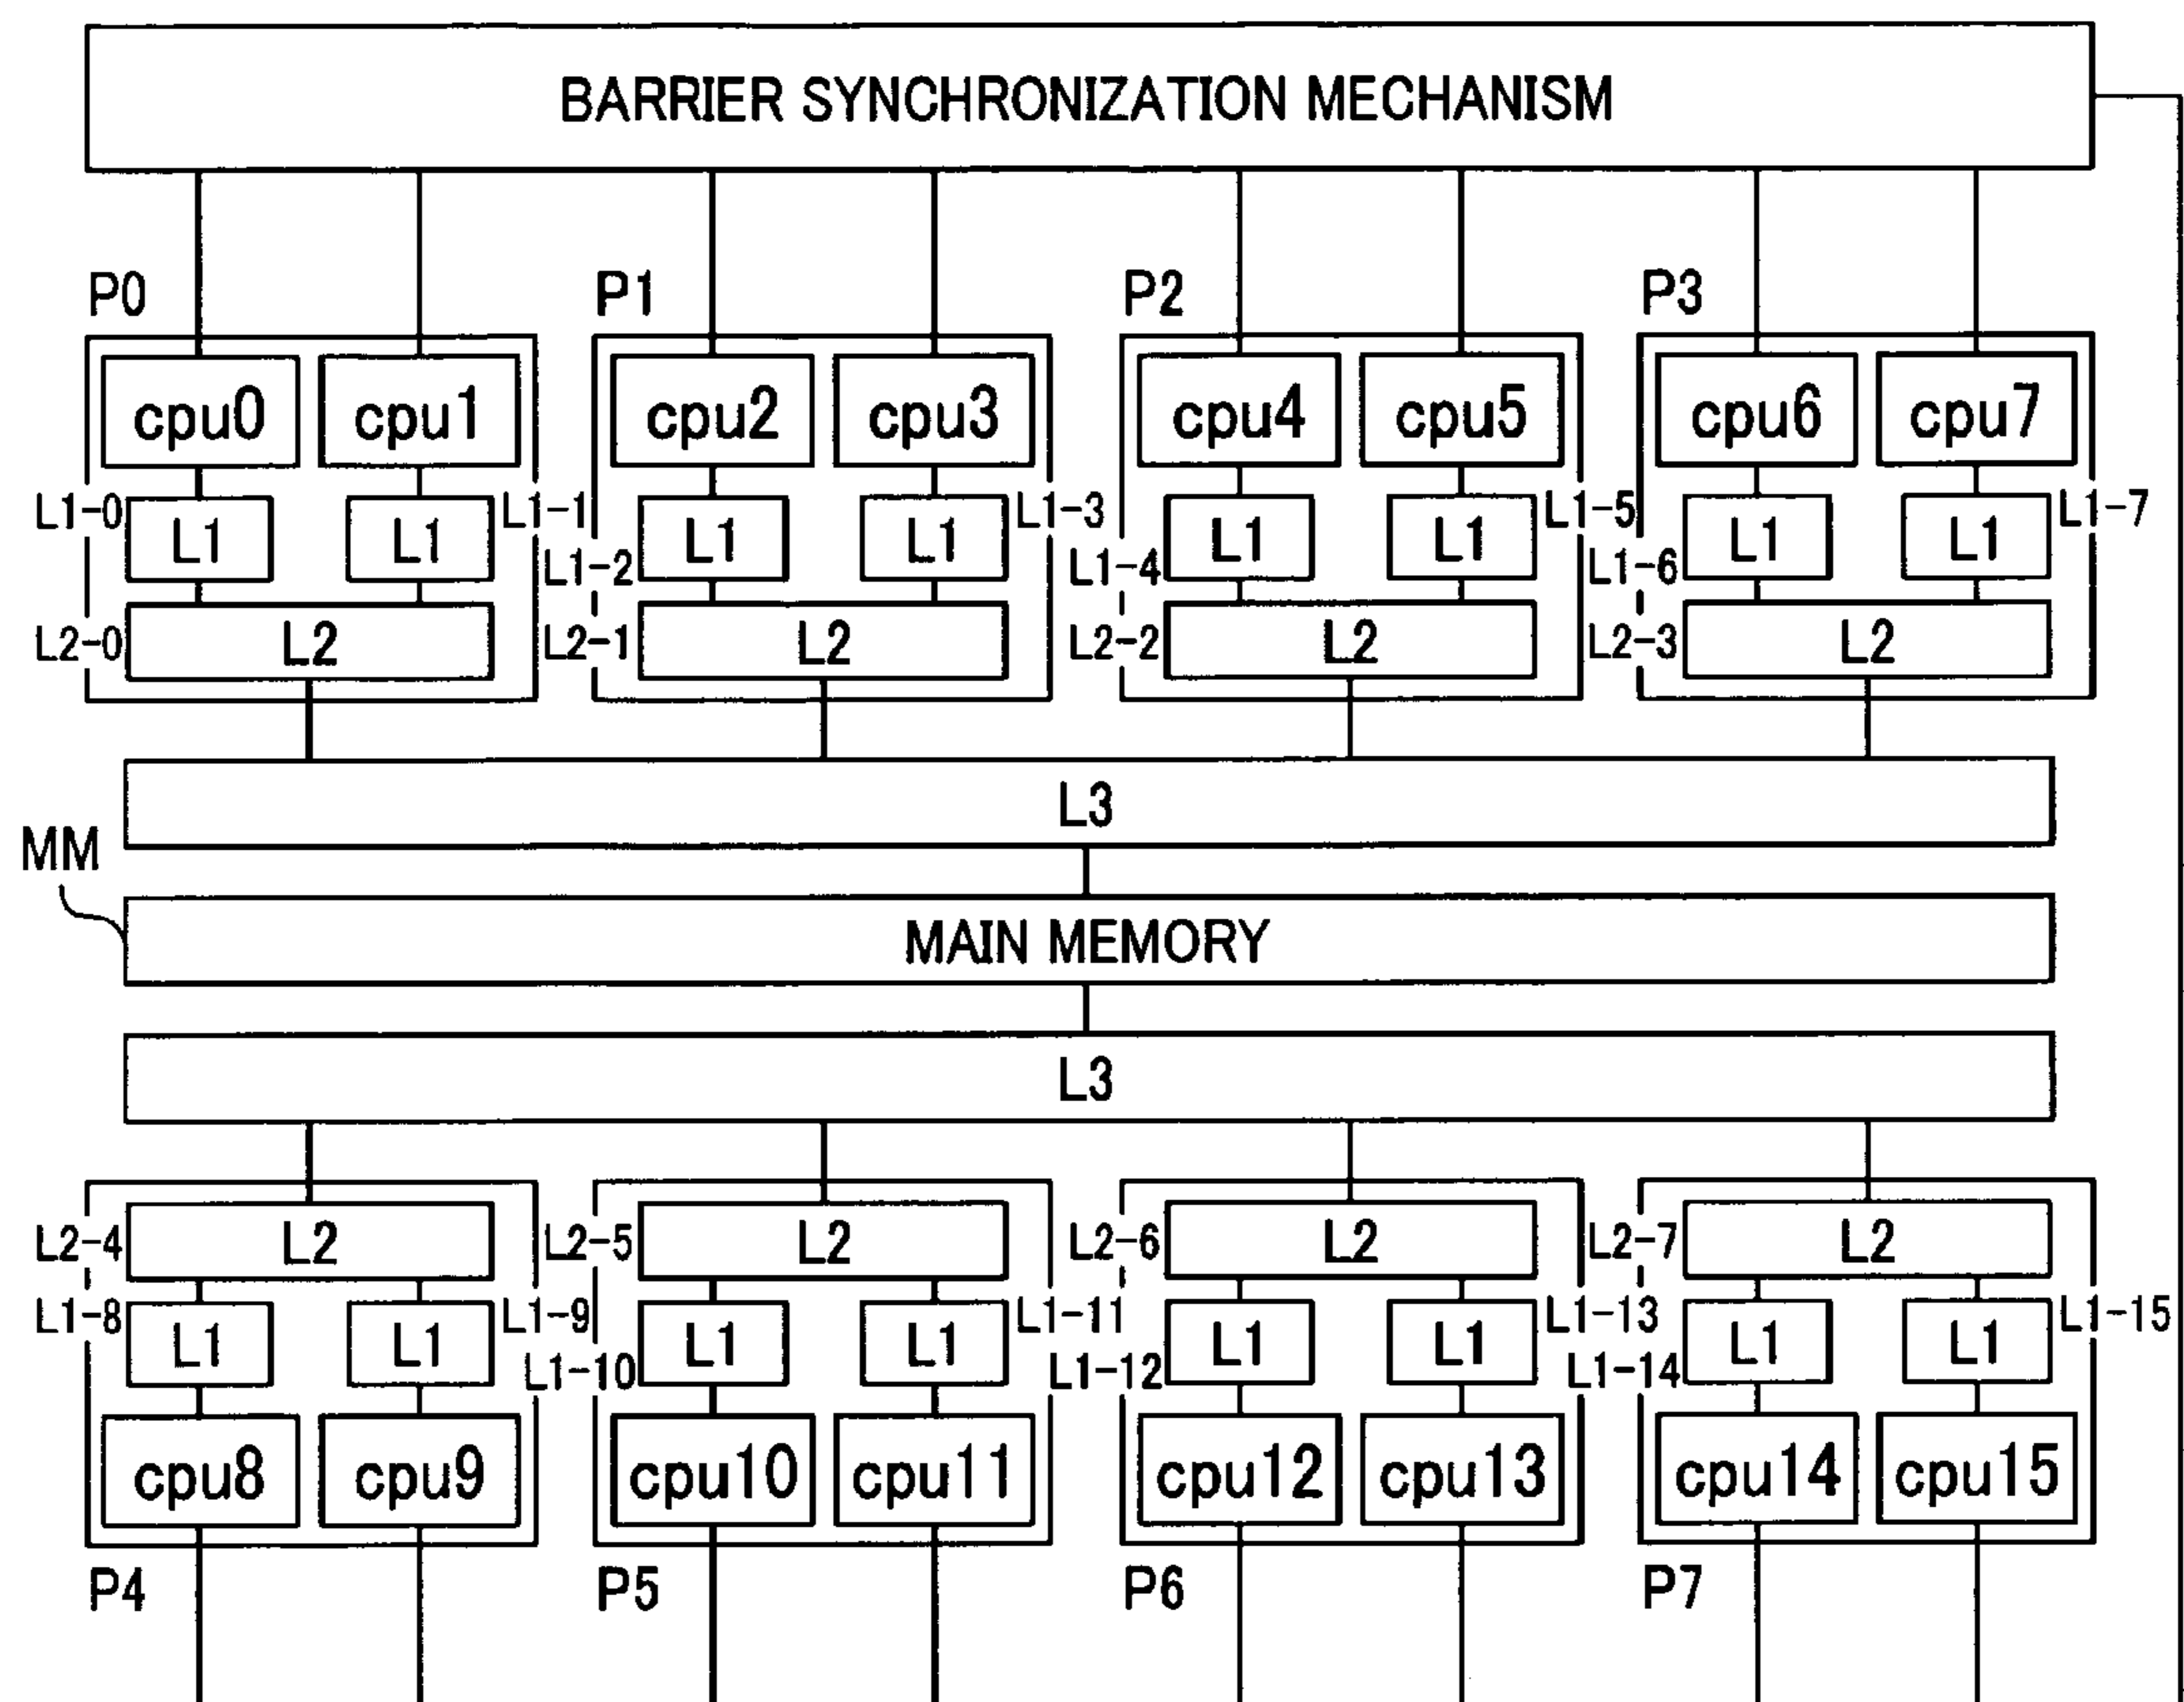 BARRIER SYNCHRONIZATION MECHANISM
P0 P1 P2 P3
cpu0 cpu1 cpu2 cpu3 cpu4 cpu5 cpu6 cpu7
L1-0 L1 L1 L1-1 L1-2 L1 L1 L1-3 L1-4 L1 L1 L1-5 L1-6 L1 L1 L1-7
L2-0 L2 L2-1 L2 L2-2 L2 L2-3 L2
L3
MM
MAIN MEMORY
L3
L2-4 L2 L2-5 L2 L2-6 L2 L2-7 L2
L1-8 L1 L1 L1-9 L1-10 L1 L1 L1-11 L1-12 L1 L1 L1-13 L1-14 L1 L1 L1-15
cpu8 cpu9 cpu10 cpu11 cpu12 cpu13 cpu14 cpu15
P4 P5 P6 P7